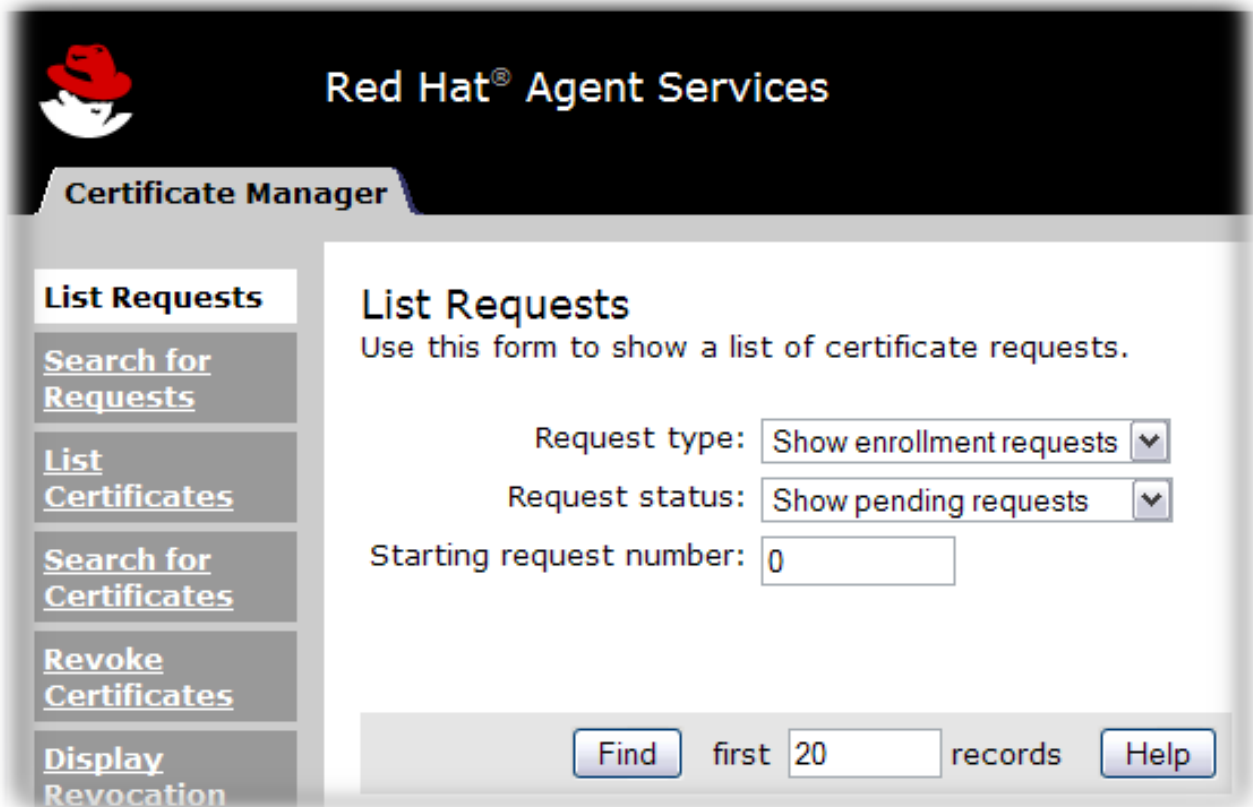 Red Hat® Agent Services
Certificate Manager
List Requests
Search for
Requests
List
Certificates
Search for
Certificates
Revoke
Certificates
Display
Revocation
List Requests
Use this form to show a list of certificate requests.
Request type: Show enrollment requests
Request status: Show pending requests
Starting request number: 0
Find first 20 records Help